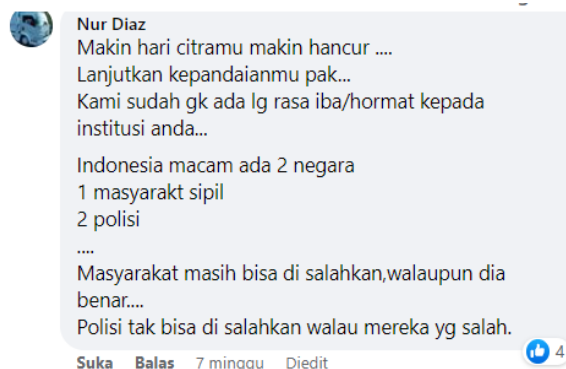 Nur Diaz
Makin hari citramu makin hancur ....
Lanjutkan kepandaianmu pak...
Kami sudah gk ada lg rasa iba/hormat kepada
institusi anda...
Indonesia macam ada 2 negara
1 masyarakt sipil
2 polisi
....
Masyarakat masih bisa di salahkan,walaupun dia
benar....
Polisi tak bisa di salahkan walau mereka yg salah.
4
Suka Balas 7 minggu Diedit